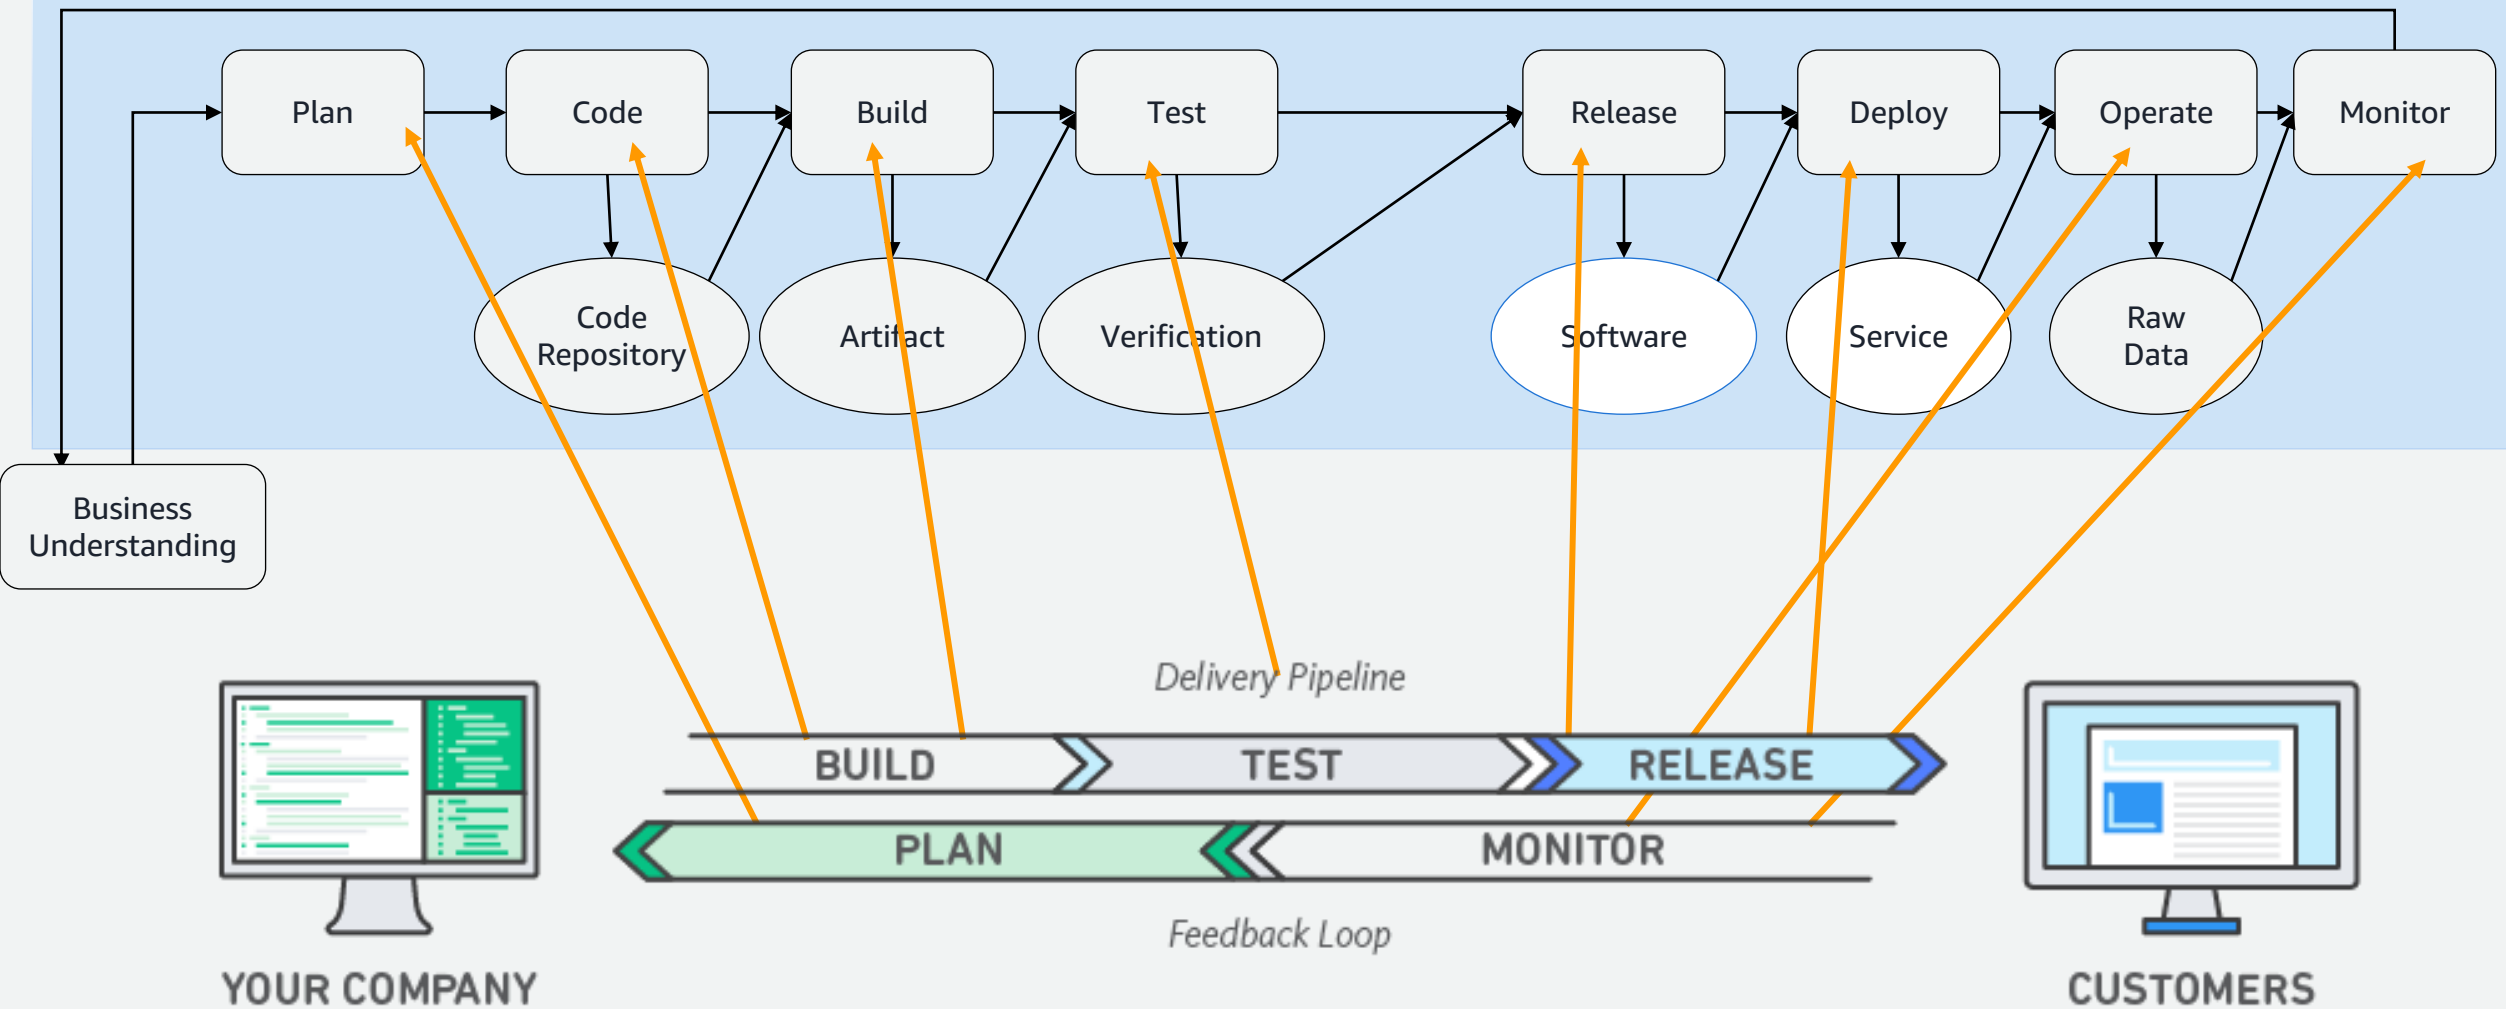 Plan
Code
Build
Test
Release
Deploy
Operate
Monitor
Code
Repository
Artifact
Verification
Software
Service
Raw
Data
Business
Understanding
Delivery Pipeline
BUILD
TEST
RELEASE
PLAN
MONITOR
Feedback Loop
YOUR COMPANY
CUSTOMERS